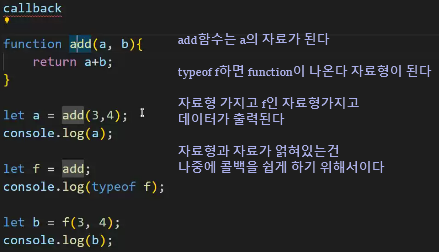 callback
function add(a, b){
return a+b;
}
let a = add(3,4);
console.log(a);
let f = add;
console.log(typeof f);
let b = f(3, 4);
console.log(b);
add함수는 a의 자료가 된다
typeof f하면 function이 나온다 자료형이 된다
자료형 가지고 f인 자료형가지고
데이터가 출력된다
자료형과 자료가 얽혀있는건
나중에 콜백을 쉽게 하기 위해서이다